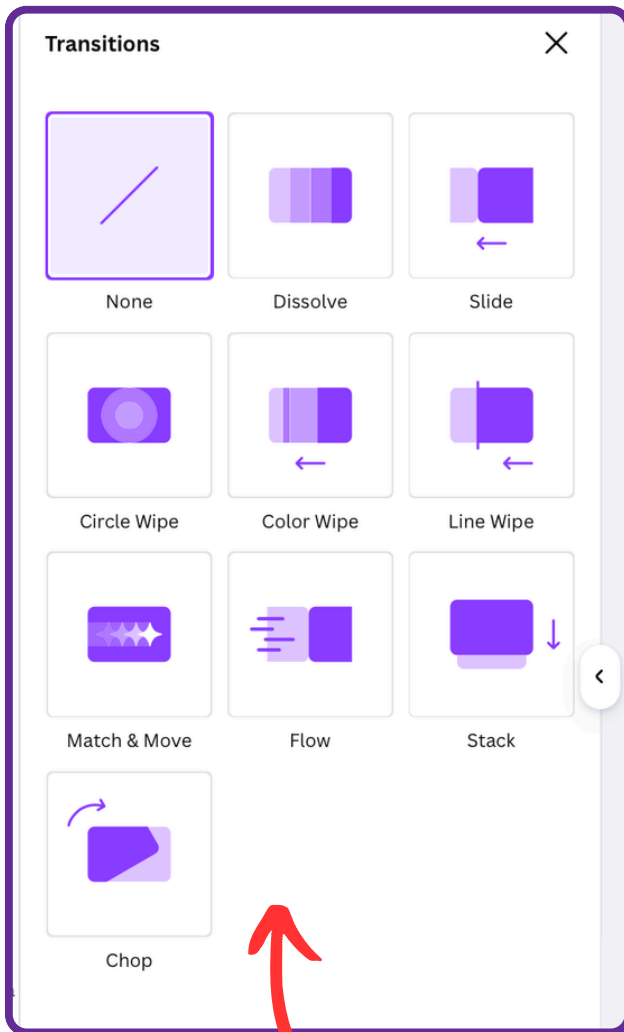 Transitions
None Dissolve Slide
Circle Wipe Color Wipe Line Wipe
Match & Move Flow Stack
Chop